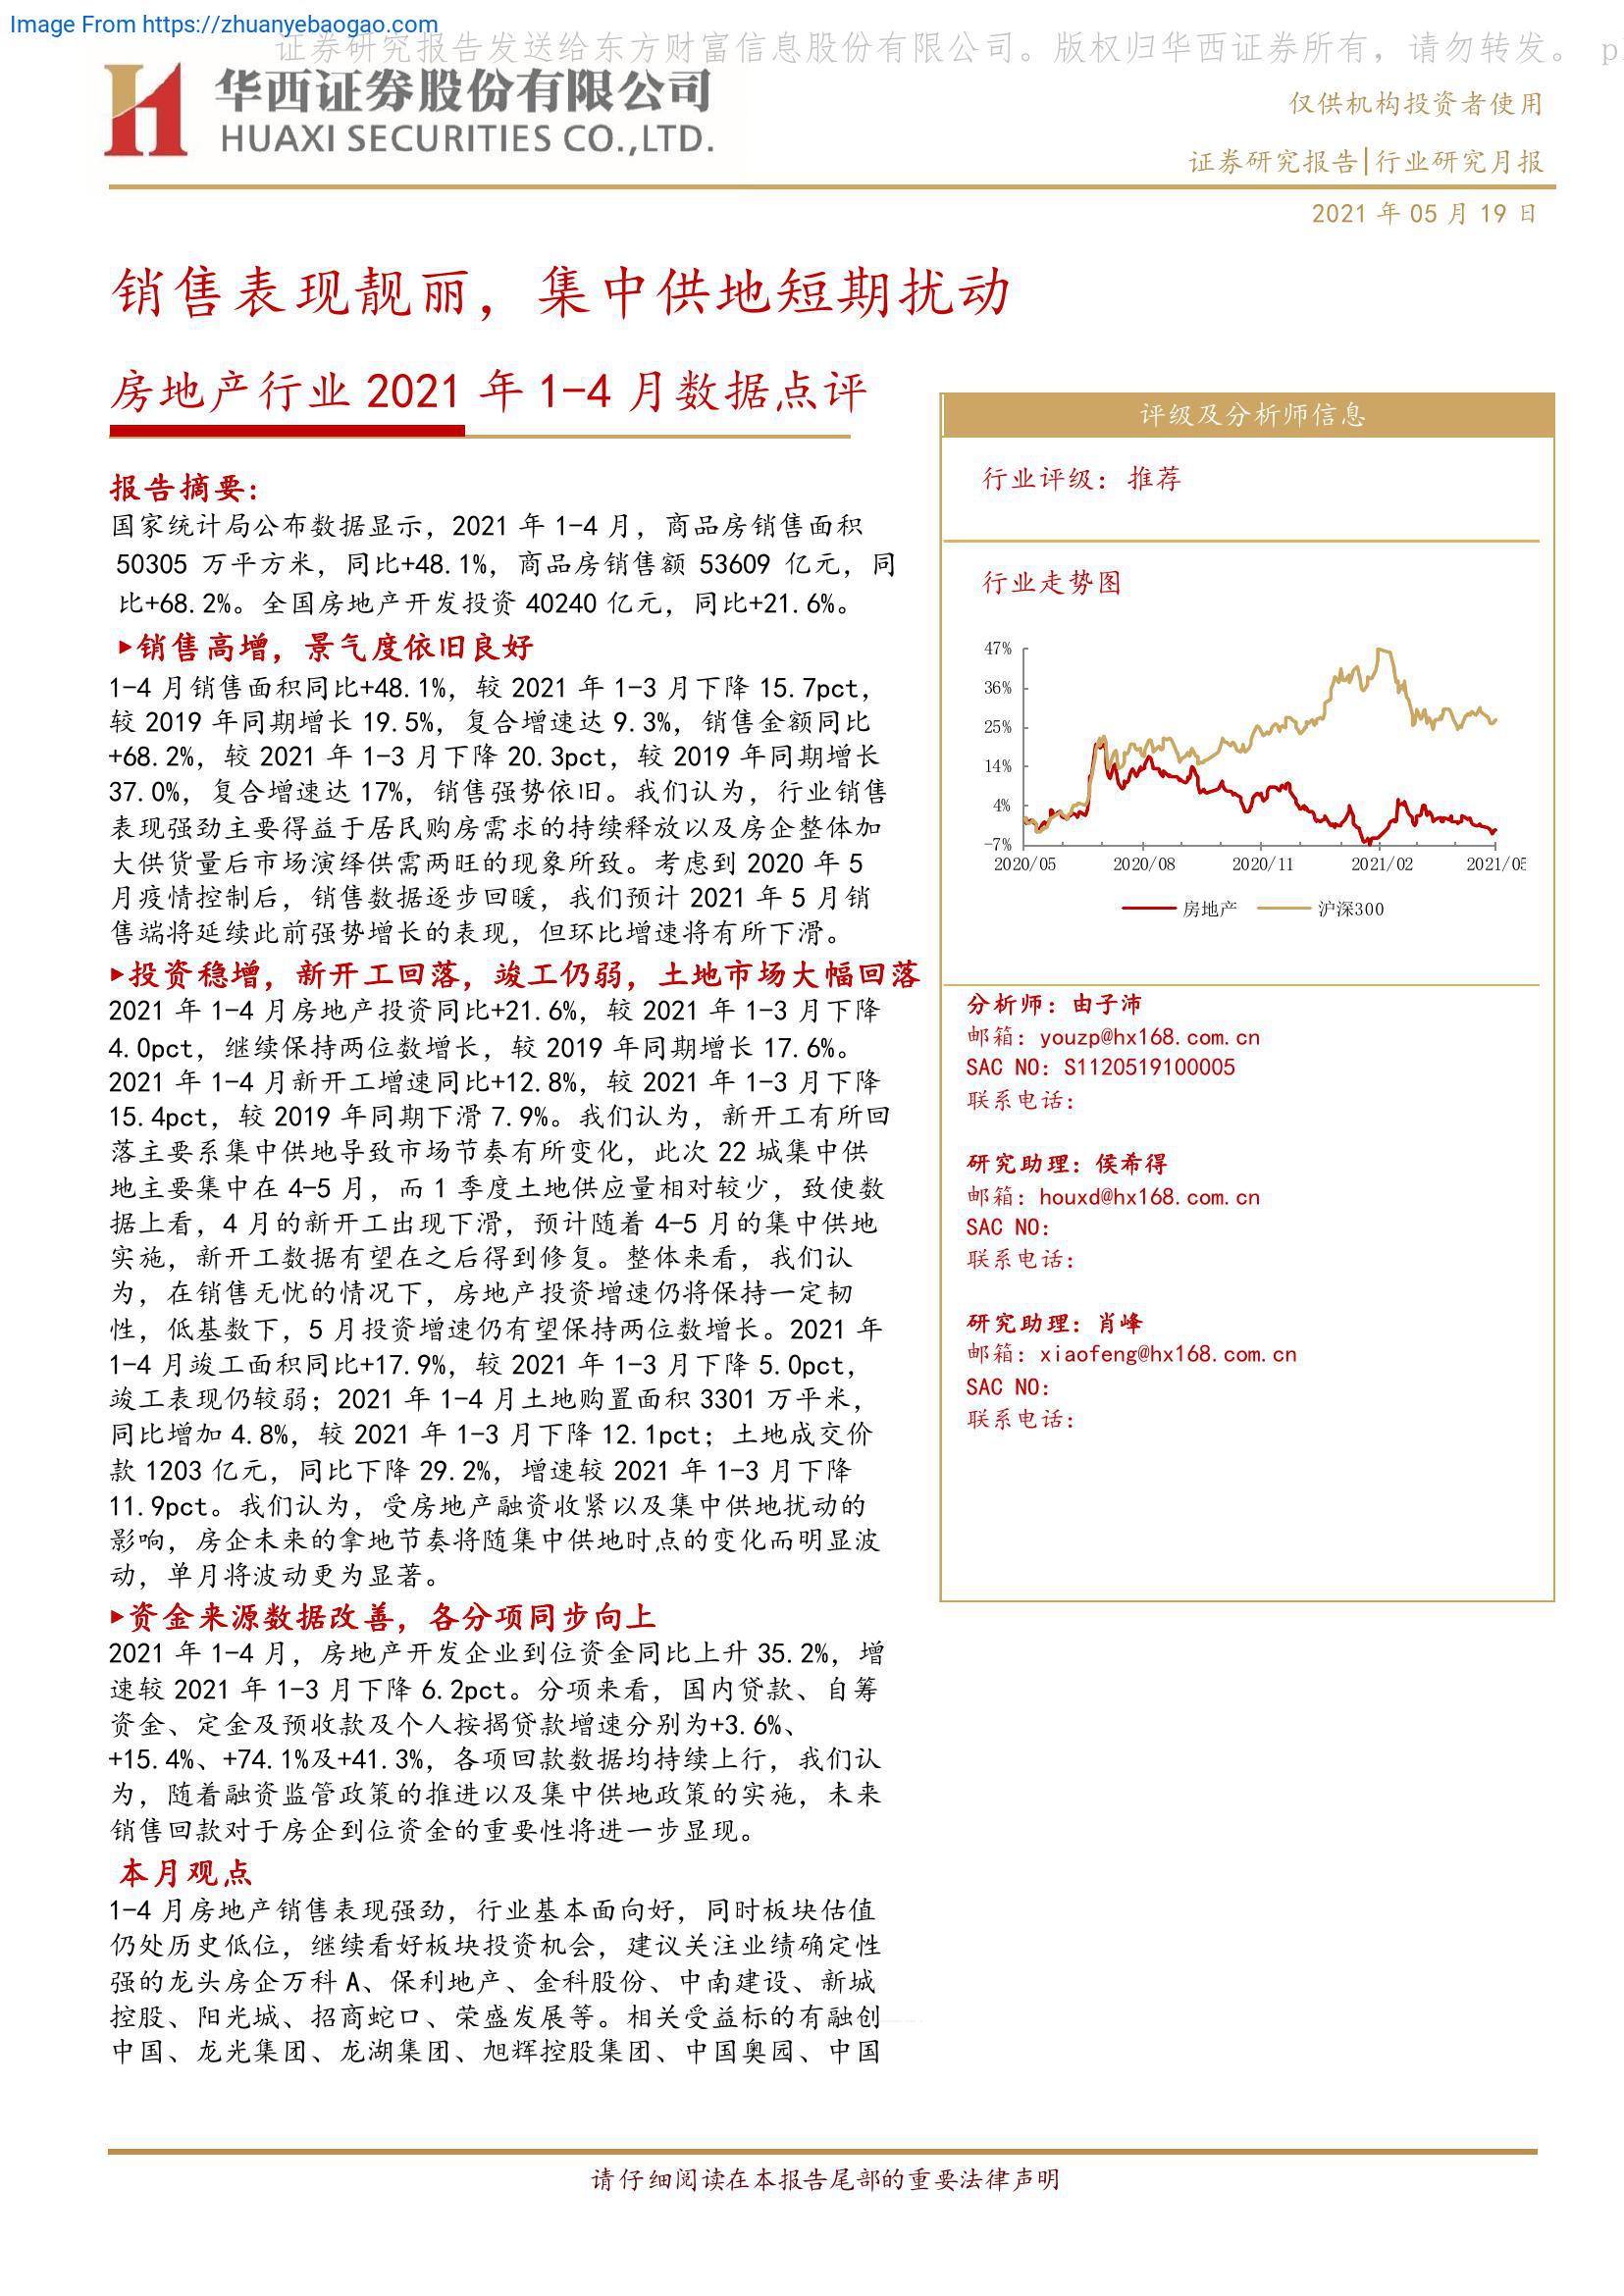 Image From https://zhuanyebaogao.com
证券研究报告发送给东方财富信息股份有限公司。版权归华西证券所有，请勿转发。 p
华西证券股份有限公司
HUAXI SECURITIES CO.,LTD.
仅供机构投资者使用
证券研究报告|行业研究月报
2021 年 05 月 19 日
销售表现靓丽，集中供地短期扰动
房地产行业 2021 年 1-4 月数据点评
报告摘要:
国家统计局公布数据显示，2021 年 1-4 月，商品房销售面积
50305 万平方米，同比+48.1%，商品房销售额 53609 亿元，同
比+68.2%。全国房地产开发投资 40240 亿元，同比+21.6%。
►销售高增，景气度依旧良好
1-4 月销售面积同比+48.1%，较 2021 年 1-3 月下降 15.7pct，
较 2019 年同期增长 19.5%，复合增速达 9.3%，销售金额同比
+68.2%，较 2021 年 1-3 月下降 20.3pct，较 2019 年同期增长
37.0%，复合增速达 17%，销售强势依旧。我们认为，行业销售
表现强劲主要得益于居民购房需求的持续释放以及房企整体加
大供货量后市场演绎供需两旺的现象所致。考虑到 2020 年 5
月疫情控制后，销售数据逐步回暖，我们预计 2021 年 5 月销
售端将延续此前强势增长的表现，但环比增速将有所下滑。
►投资稳增，新开工回落，竣工仍弱，土地市场大幅回落
2021 年 1-4 月房地产投资同比+21.6%，较 2021 年 1-3 月下降
4.0pct，继续保持两位数增长，较 2019 年同期增长 17.6%。
2021 年 1-4 月新开工增速同比+12.8%，较 2021 年 1-3 月下降
15.4pct，较 2019 年同期下滑 7.9%。我们认为，新开工有所回
落主要系集中供地导致市场节奏有所变化，此次 22 城集中供
地主要集中在 4-5 月，而 1 季度土地供应量相对较少，致使数
据上看，4 月的新开工出现下滑，预计随着 4-5 月的集中供地
实施，新开工数据有望在之后得到修复。整体来看，我们认
为，在销售无忧的情况下，房地产投资增速仍将保持一定韧
性，低基数下，5 月投资增速仍有望保持两位数增长。2021 年
1-4 月竣工面积同比+17.9%，较 2021 年 1-3 月下降 5.0pct，
竣工表现仍较弱；2021 年 1-4 月土地购置面积 3301 万平米，
同比增加 4.8%，较 2021 年 1-3 月下降 12.1pct；土地成交价
款 1203 亿元，同比下降 29.2%，增速较 2021 年 1-3 月下降
11.9pct。我们认为，受房地产融资收紧以及集中供地扰动的
影响，房企未来的拿地节奏将随集中供地时点的变化而明显波
动，单月将波动更为显著。
►资金来源数据改善，各分项同步向上
2021 年 1-4 月，房地产开发企业到位资金同比上升 35.2%，增
速较 2021 年 1-3 月下降 6.2pct。分项来看，国内贷款、自筹
资金、定金及预收款及个人按揭贷款增速分别为+3.6%、
+15.4%、+74.1%及+41.3%，各项回款数据均持续上行，我们认
为，随着融资监管政策的推进以及集中供地政策的实施，未来
销售回款对于房企到位资金的重要性将进一步显现。
本月观点
1-4 月房地产销售表现强劲，行业基本面向好，同时板块估值
仍处历史低位，继续看好板块投资机会，建议关注业绩确定性
强的龙头房企万科 A、保利地产、金科股份、中南建设、新城
控股、阳光城、招商蛇口、荣盛发展等。相关受益标的有融创
中国、龙光集团、龙湖集团、旭辉控股集团、中国奥园、中国
评级及分析师信息
行业评级：推荐
行业走势图
47%
36%
25%
14%
4%
-7%
2020/05 2020/08 2020/11 2021/02 2021/05
房地产 沪深300
分析师：由子沛
邮箱：youzp@hx168.com.cn
SAC NO：S1120519100005
联系电话：
研究助理：侯希得
邮箱：houxd@hx168.com.cn
SAC NO：
联系电话：
研究助理：肖峰
邮箱：xiaofeng@hx168.com.cn
SAC NO：
联系电话：
请仔细阅读在本报告尾部的重要法律声明